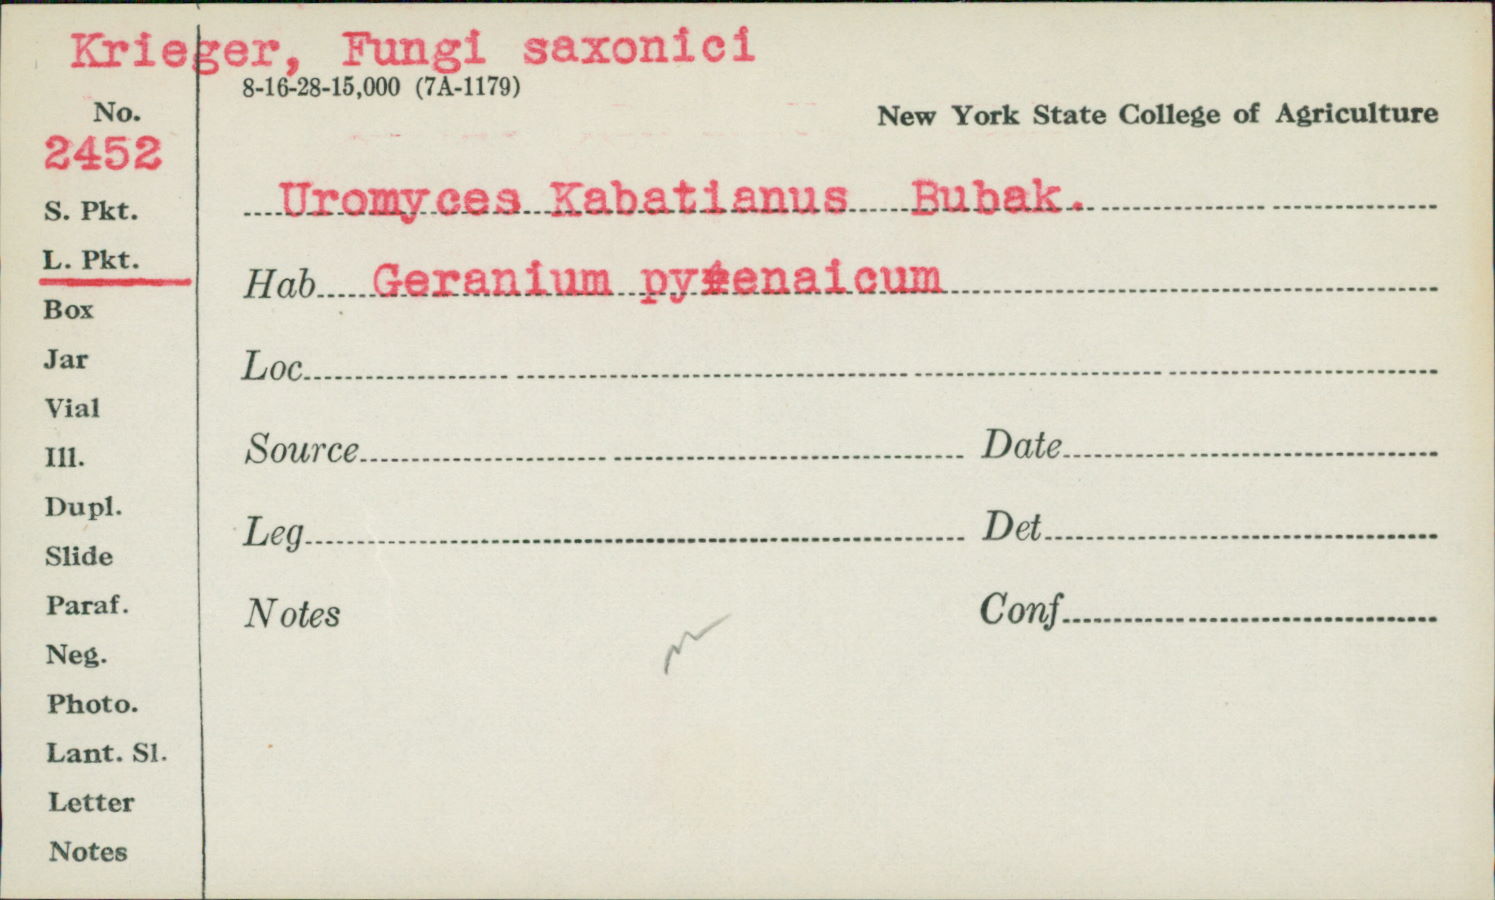 Krieger, Fungi saxonici
8-16-28-15,000 (7A-1179)
New York State College of Agriculture
No.
2452
S. Pkt.
L. Pkt.
Box
Jar
Vial
Ill.
Dupl.
Slide
Paraf.
Neg.
Photo.
Lant. Sl.
Letter
Notes
Uromyces Kabatianus Bubak.
Hab. Geranium pyrenaicum
Loc.
Source
Date
Leg.
Det.
Notes
Conf.